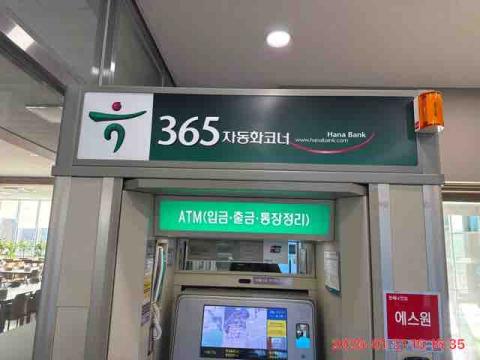 365 자동화코너
Hana Bank
www.hanabank.com
ATM(입금·출금·통장정리)
에스원